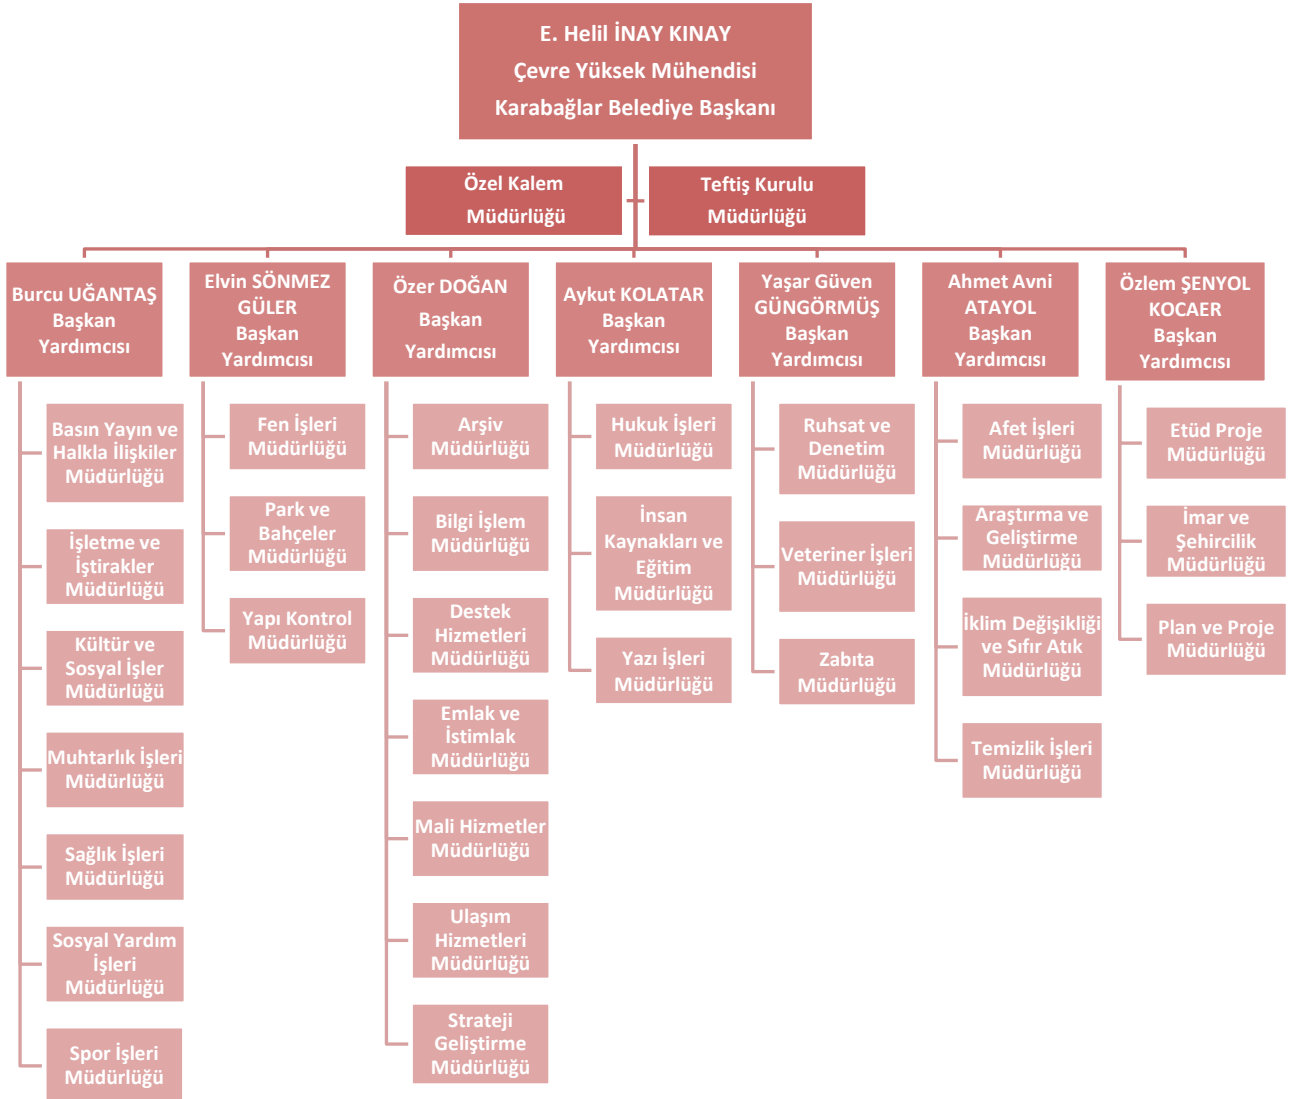 E. Helil İNAY KINAY
Çevre Yüksek Mühendisi
Karabağlar Belediye Başkanı
Özel Kalem
Müdürlüğü
Teftiş Kurulu
Müdürlüğü
Burcu UĞANTAŞ
Başkan
Yardımcısı
Elvin SÖNMEZ
GÜLER
Başkan
Yardımcısı
Özer DOĞAN
Başkan
Yardımcısı
Aykut KOLATAR
Başkan
Yardımcısı
Yaşar Güven
GÜNGÖRMÜŞ
Başkan
Yardımcısı
Ahmet Avni
ATAYOL
Başkan
Yardımcısı
Özlem ŞENYOL
KOCAER
Başkan
Yardımcısı
Basın Yayın ve
Halkla İlişkiler
Müdürlüğü
İşletme ve
İştirakler
Müdürlüğü
Kültür ve
Sosyal İşler
Müdürlüğü
Muhtarlık İşleri
Müdürlüğü
Sağlık İşleri
Müdürlüğü
Sosyal Yardım
İşleri
Müdürlüğü
Spor İşleri
Müdürlüğü
Fen İşleri
Müdürlüğü
Park ve
Bahçeler
Müdürlüğü
Yapı Kontrol
Müdürlüğü
Arşiv
Müdürlüğü
Bilgi İşlem
Müdürlüğü
Destek
Hizmetleri
Müdürlüğü
Emlak ve
İstimlak
Müdürlüğü
Mali Hizmetler
Müdürlüğü
Ulaşım
Hizmetleri
Müdürlüğü
Strateji
Geliştirme
Müdürlüğü
Hukuk İşleri
Müdürlüğü
İnsan
Kaynakları ve
Eğitim
Müdürlüğü
Yazı İşleri
Müdürlüğü
Ruhsat ve
Denetim
Müdürlüğü
Veteriner İşleri
Müdürlüğü
Zabıta
Müdürlüğü
Afet İşleri
Müdürlüğü
Araştırma ve
Geliştirme
Müdürlüğü
İklim Değişikliği
ve Sıfır Atık
Müdürlüğü
Temizlik İşleri
Müdürlüğü
Etüd Proje
Müdürlüğü
İmar ve
Şehircilik
Müdürlüğü
Plan ve Proje
Müdürlüğü